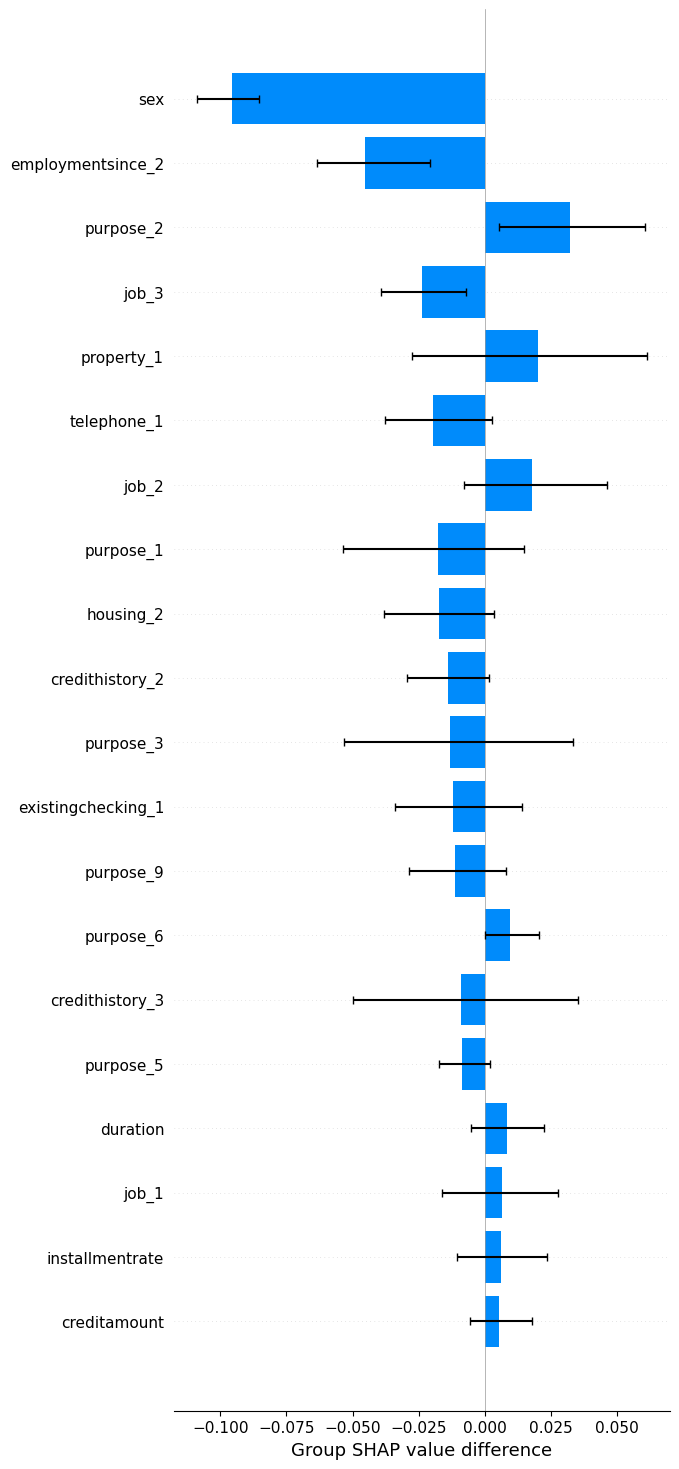 sex
employmentsince_2
purpose_2
job_3
property_1
telephone_1
job_2
purpose_1
housing_2
credithistory_2
purpose_3
existingchecking_1
purpose_9
purpose_6
credithistory_3
purpose_5
duration
job_1
installmentrate
creditamount
−0.100 −0.075 −0.050 −0.025 0.000 0.025 0.050
Group SHAP value difference